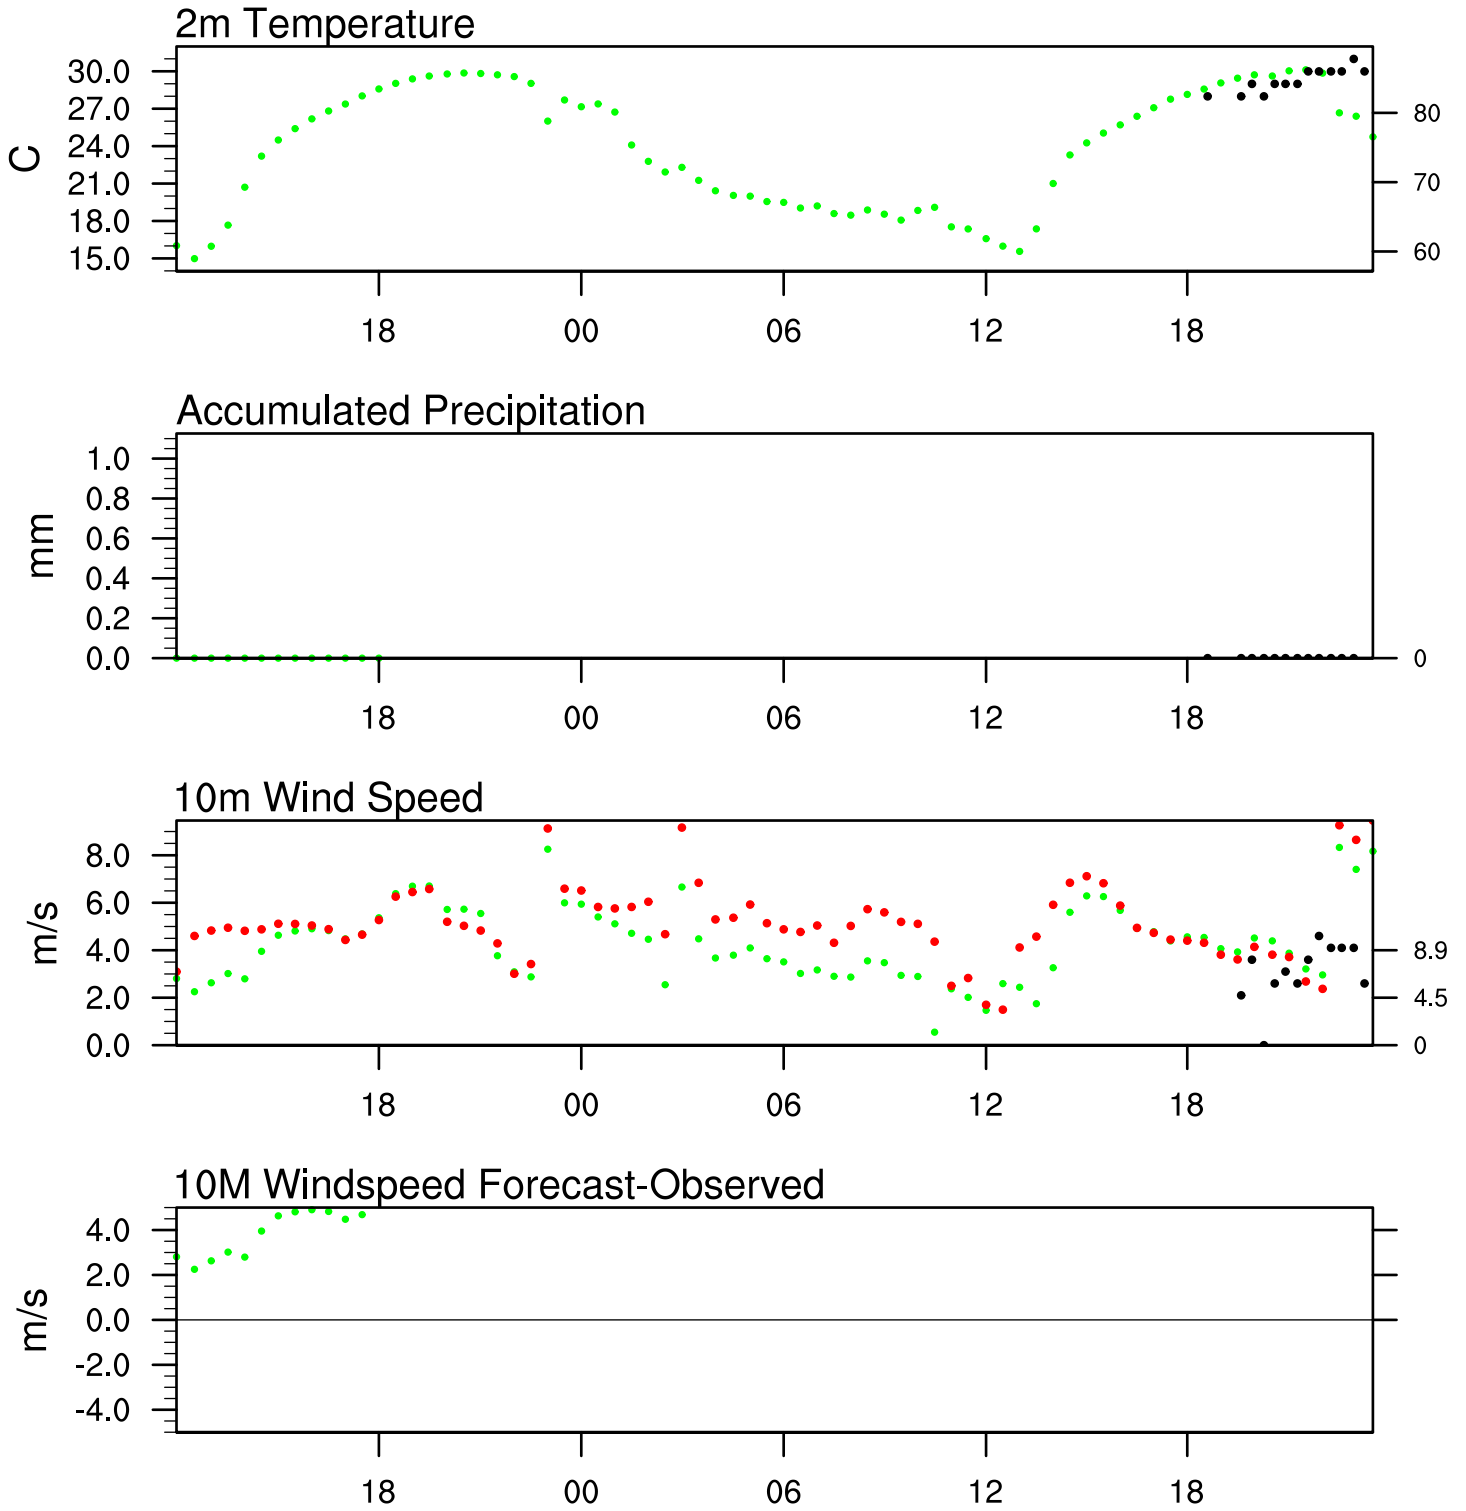 2m Temperature
30.0
27.0
24.0
21.0
18.0
15.0
C
80
70
60
18 00 06 12 18
Accumulated Precipitation
1.0
0.8
0.6
0.4
0.2
0.0
mm
0
18 00 06 12 18
10m Wind Speed
8.0
6.0
4.0
2.0
0.0
m/s
8.9
4.5
0
18 00 06 12 18
10M Windspeed Forecast-Observed
4.0
2.0
0.0
-2.0
-4.0
m/s
18 00 06 12 18